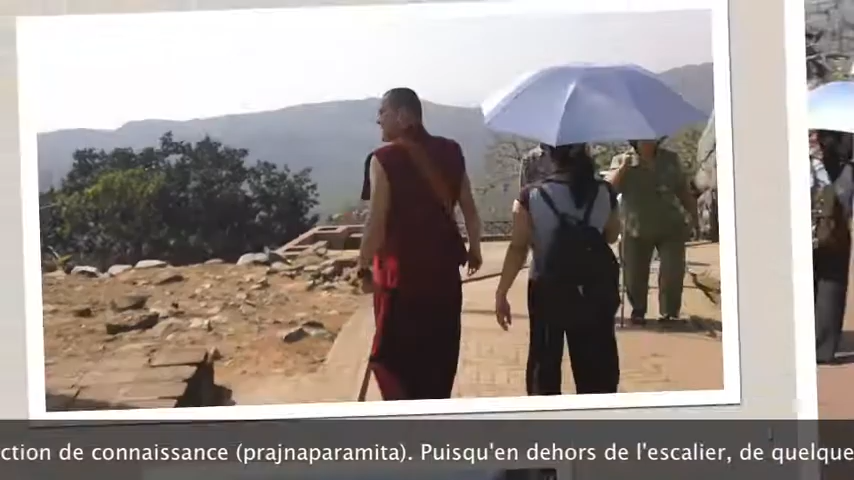 ction de connaissance (prajnaparamita). Puisqu'en dehors de l'escalier, de quelque